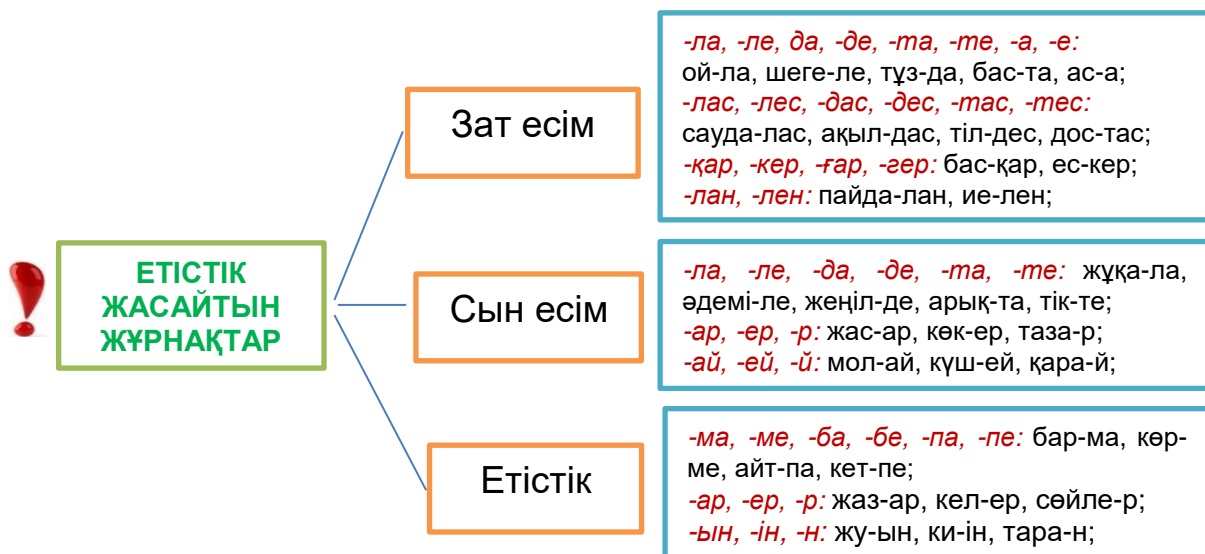 ЕТІСТІК
ЖАСАЙТЫН
ЖҰРНАҚТАР
Зат есім
-ла, -ле, да, -де, -та, -те, -а, -е:
ой-ла, шеге-ле, тұз-да, бас-та, ас-а;
-лас, -лес, -дас, -дес, -тас, -тес:
сауда-лас, ақыл-дас, тіл-дес, дос-тас;
-қар, -кер, -ғар, -гер: бас-қар, ес-кер;
-лан, -лен: пайда-лан, ие-лен;
Сын есім
-ла, -ле, -да, -де, -та, -те: жұқа-ла,
әдемі-ле, жеңіл-де, арық-та, тік-те;
-ар, -ер, -р: жас-ар, көк-ер, таза-р;
-ай, -ей, -й: мол-ай, күш-ей, қара-й;
Етістік
-ма, -ме, -ба, -бе, -па, -пе: бар-ма, көр-
ме, айт-па, кет-пе;
-ар, -ер, -р: жаз-ар, кел-ер, сөйле-р;
-ын, -ін, -н: жу-ын, ки-ін, тара-н;